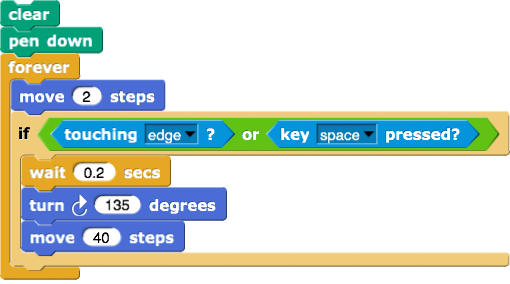 clear
pen down
forever
move 2 steps
if touching edge ? or key space pressed?
wait 0.2 secs
turn 135 degrees
move 40 steps